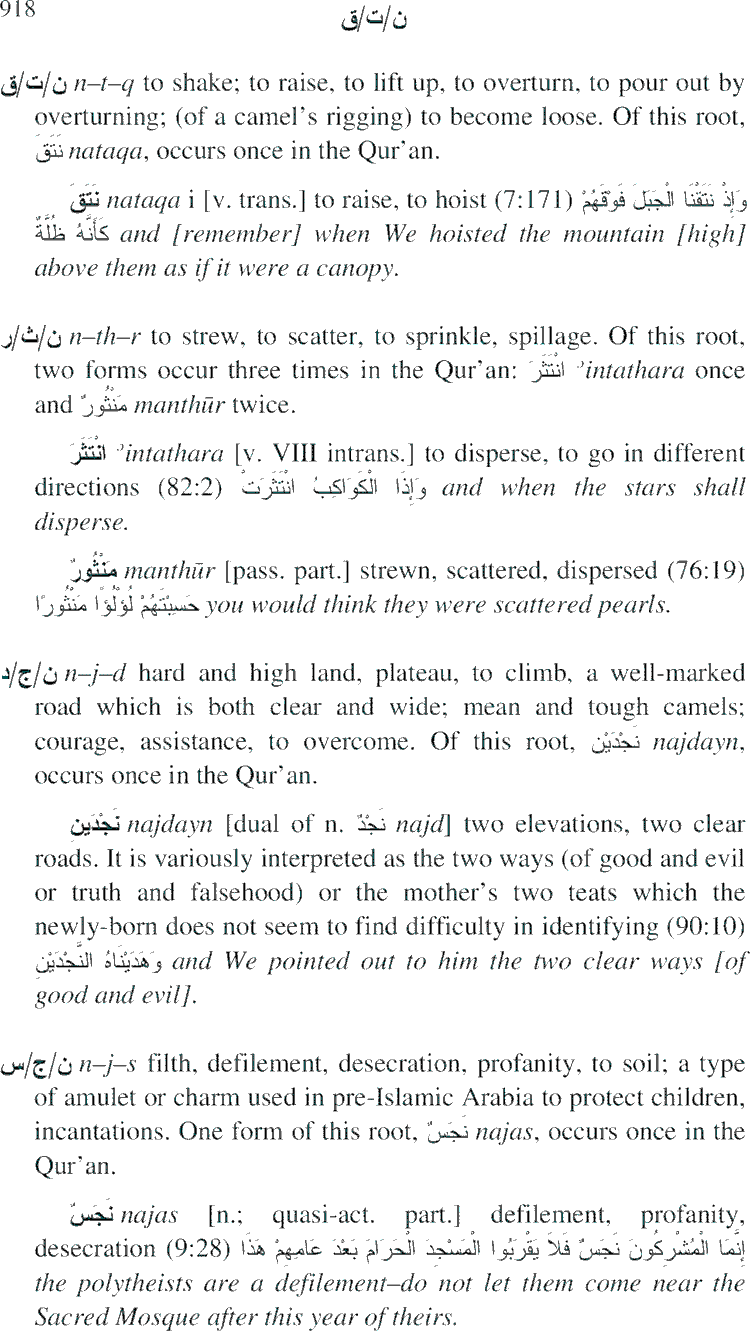 918
ن/ت/ق
ن/ت/ق n–t–q to shake; to raise, to lift up, to overturn, to pour out by
overturning; (of a camel's rigging) to become loose. Of this root,
نَتَقَ nataqa, occurs once in the Qur'an.
نَتَقَ nataqa i [v. trans.] to raise, to hoist (7:171) وَإِذْ نَتَقْنَا الْجَبَلَ فَوْقَهُمْ
كَأَنَّهُ ظُلَّةٌ and [remember] when We hoisted the mountain [high]
above them as if it were a canopy.
ن/ث/ر n–th–r to strew, to scatter, to sprinkle, spillage. Of this root,
two forms occur three times in the Qur'an: انْتَثَرَ ʾintathara once
and مَنْثُورٌ manthūr twice.
انْتَثَرَ ʾintathara [v. VIII intrans.] to disperse, to go in different
directions (82:2) وَإِذَا الْكَوَاكِبُ انْتَثَرَتْ and when the stars shall
disperse.
مَنْثُورٌ manthūr [pass. part.] strewn, scattered, dispersed (76:19)
حَسِبْتَهُمْ لُؤْلُؤًا مَنْثُورًا you would think they were scattered pearls.
ن/ج/د n–j–d hard and high land, plateau, to climb, a well-marked
road which is both clear and wide; mean and tough camels;
courage, assistance, to overcome. Of this root, نَجْدَيْنِ najdayn,
occurs once in the Qur'an.
نَجْدَينِ najdayn [dual of n. نَجْدٌ najd] two elevations, two clear
roads. It is variously interpreted as the two ways (of good and evil
or truth and falsehood) or the mother's two teats which the
newly-born does not seem to find difficulty in identifying (90:10)
وَهَدَيْنَاهُ النَّجْدَيْنِ and We pointed out to him the two clear ways [of
good and evil].
ن/ج/س n–j–s filth, defilement, desecration, profanity, to soil; a type
of amulet or charm used in pre-Islamic Arabia to protect children,
incantations. One form of this root, نَجَسٌ najas, occurs once in the
Qur'an.
نَجَسٌ najas [n.; quasi-act. part.] defilement, profanity,
desecration (9:28) إِنَّمَا الْمُشْرِكُونَ نَجَسٌ فَلاَ يَقْرَبُوا الْمَسْجِدَ الْحَرَامَ بَعْدَ عَامِهِمْ هَذَا
the polytheists are a defilement–do not let them come near the
Sacred Mosque after this year of theirs.